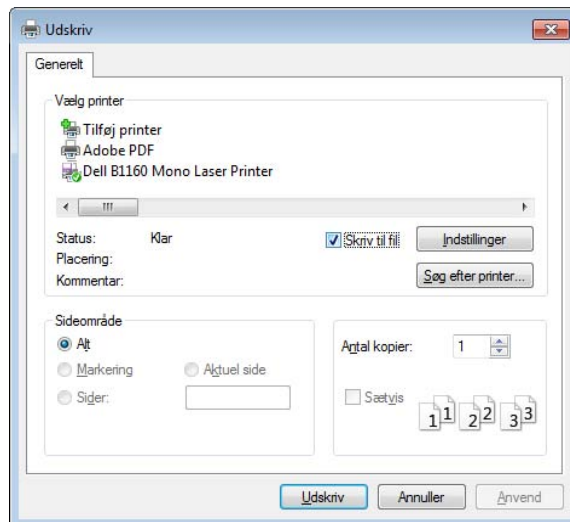 Udskriv
Generelt
Vælg printer
Tilføj printer
Adobe PDF
Dell B1160 Mono Laser Printer
Status: Klar
Skriv til fil
Indstillinger
Placering:
Kommentar:
Søg efter printer...
Sideområde
Alt
Markering
Aktuel side
Sider:
Antal kopier: 1
Sætvis
1 1 2 2 3 3
Udskriv
Annuller
Anvend